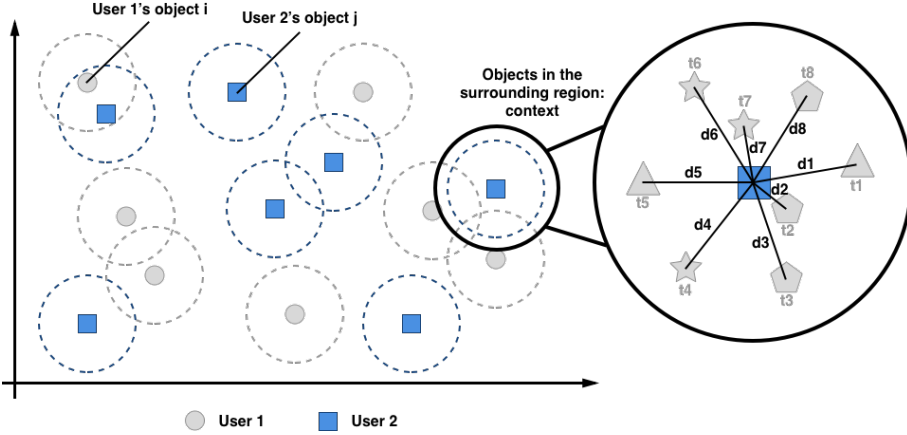 User 1's object i
User 2's object j
Objects in the
surrounding region:
context
t6
t8
t7
d6
d8
d7
d1
d5
d2
t1
t5
t2
d4
d3
t4
t3
User 1
User 2